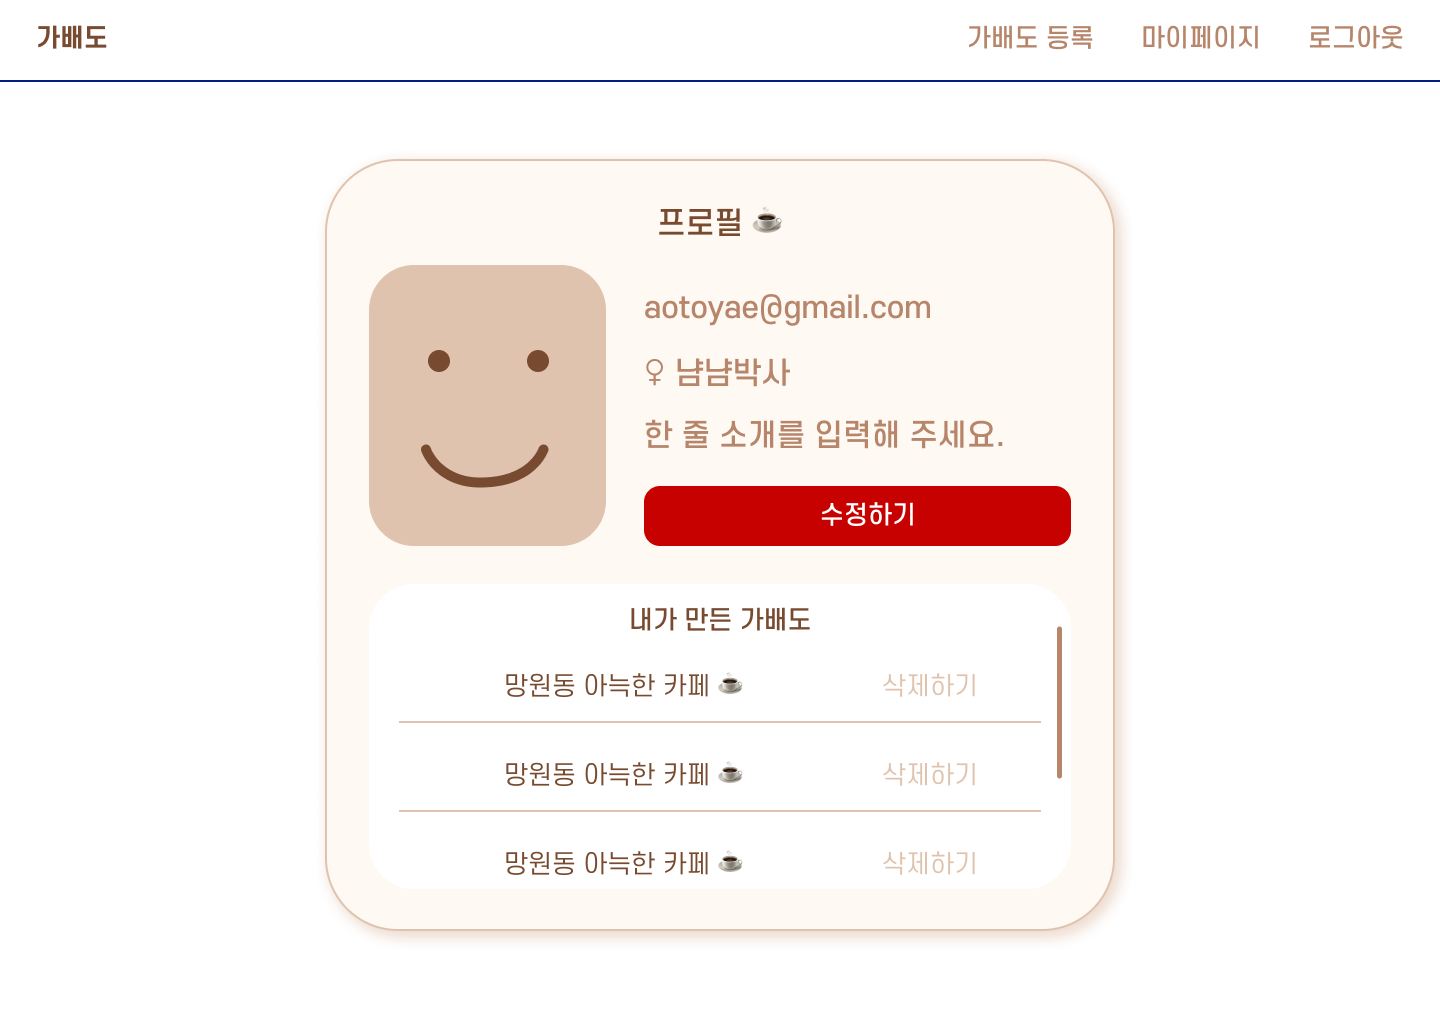 가배도 가배도 등록 마이페이지 로그아웃
프로필 ☕
aotoyae@gmail.com
♀ 냠냠박사
한 줄 소개를 입력해 주세요.
수정하기
내가 만든 가배도
망원동 아늑한 카페 ☕ 삭제하기
망원동 아늑한 카페 ☕ 삭제하기
망원동 아늑한 카페 ☕ 삭제하기